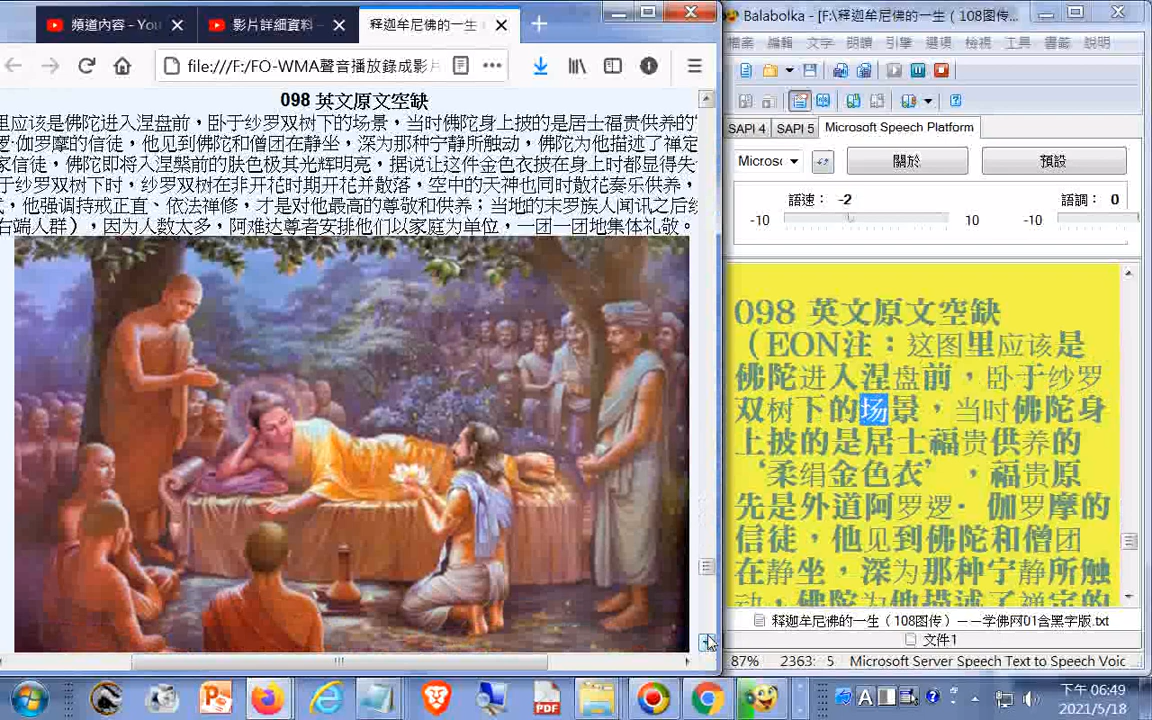 頻道內容 - You
影片詳細資料 -
释迦牟尼佛的一生
file:///F:/FO-WMA聲音播放錄成影片
098 英文原文空缺
里应该是佛陀进入涅盘前，卧于纱罗双树下的场景，当时佛陀身上披的是居士福贵供养的
逻·伽罗摩的信徒，他见到佛陀和僧团在静坐，深为那种宁静所触动，佛陀为他描述了禅定
家信徒，佛陀即将入涅槃前的肤色极其光辉明亮，据说让这件金色衣披在身上时都显得失
于纱罗双树下时，纱罗双树在非开花时期开花并散落，空中的天神也同时散花奏乐供养，
，他强调持戒正直、依法禅修，才是对他最高的尊敬和供养；当地的末罗族人闻讯之后
右端人群），因为人数太多，阿难达尊者安排他们以家庭为单位，一团一团地集体礼敬。
Balabolka - [F:\释迦牟尼佛的一生（108图传）...
檔案 編輯 文字 閱讀 引擎 選項 檢視 工具 書籤 說明
SAPI 4 SAPI 5 Microsoft Speech Platform
Microsc 關於 預設
語速： -2 語調： 0
-10 10 -10
098 英文原文空缺
（EON注：这图里应该是
佛陀进入涅盘前，卧于纱罗
双树下的场景，当时佛陀身
上披的是居士福贵供养的
‘柔绢金色衣’，福贵原
先是外道阿罗逻·伽罗摩的
信徒，他见到佛陀和僧团
在静坐，深为那种宁静所触
动，佛陀为他描述了禅定的
释迦牟尼佛的一生（108图传）——学佛网01含黑字版.txt
文件1
87% 2363: 5 Microsoft Server Speech Text to Speech Voic
下午 06:49
2021/5/18